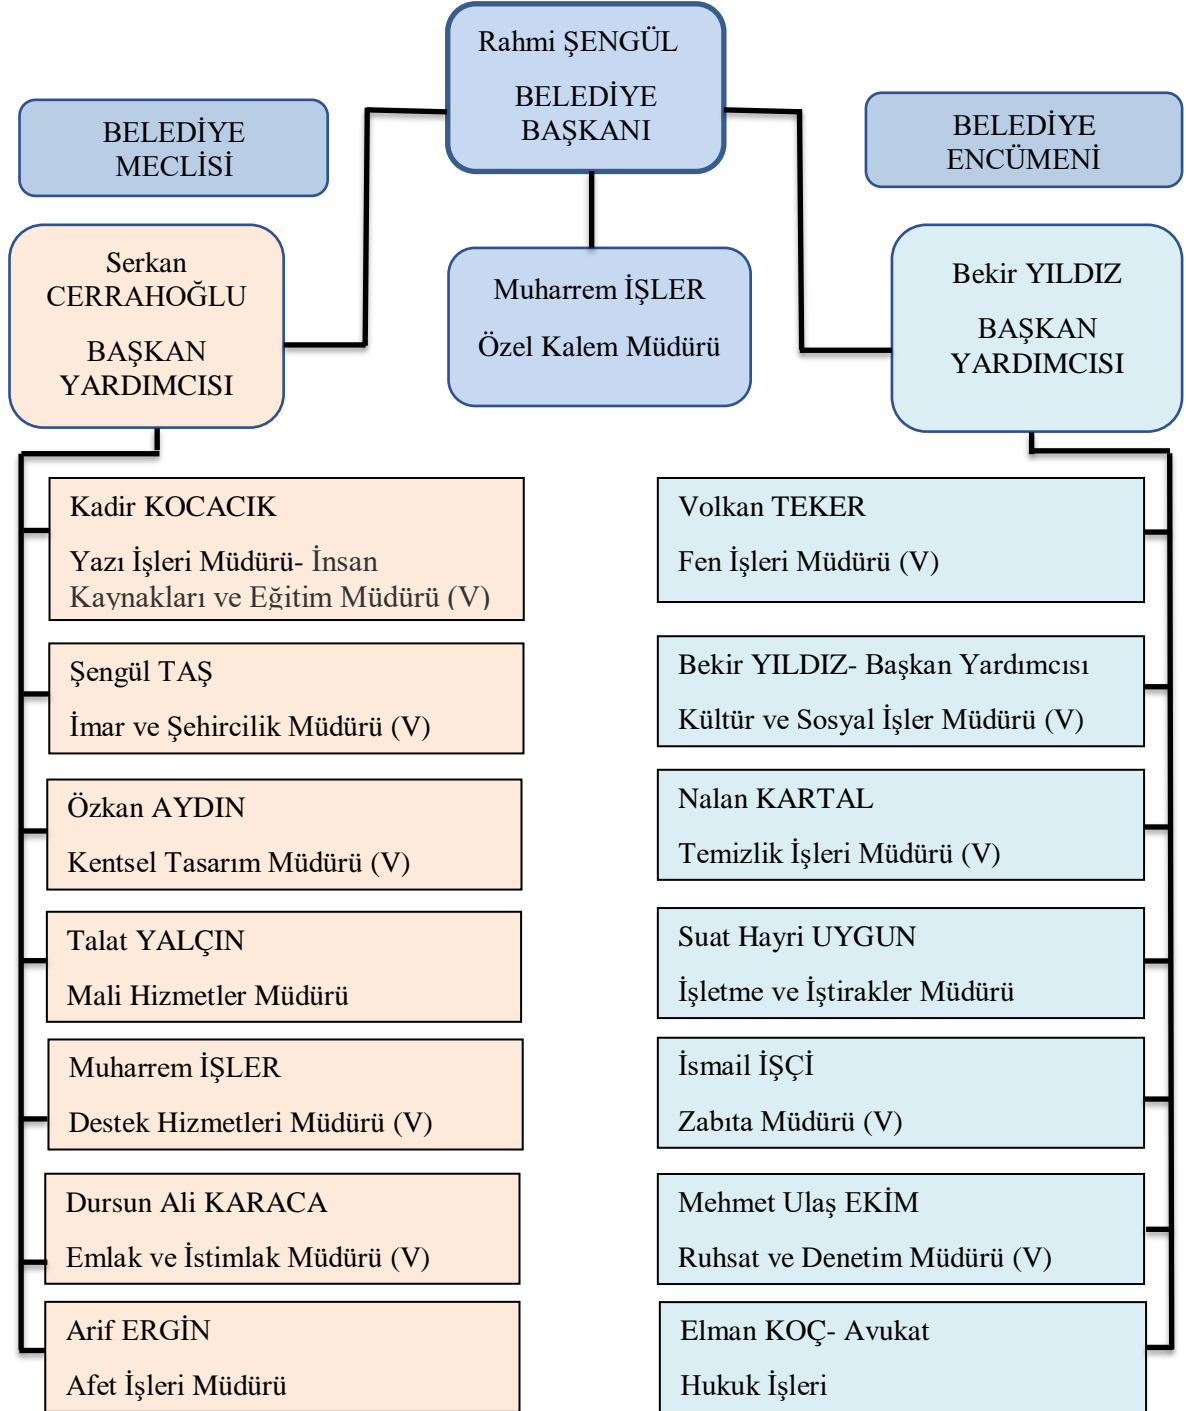 Rahmi ŞENGÜL
BELEDİYE
BAŞKANI
BELEDİYE
MECLİSİ
BELEDİYE
ENCÜMENİ
Serkan
CERRAHOĞLU
BAŞKAN
YARDIMCISI
Muharrem İŞLER
Özel Kalem Müdürü
Bekir YILDIZ
BAŞKAN
YARDIMCISI
Kadir KOCACIK
Yazı İşleri Müdürü- İnsan
Kaynakları ve Eğitim Müdürü (V)
Şengül TAŞ
İmar ve Şehircilik Müdürü (V)
Özkan AYDIN
Kentsel Tasarım Müdürü (V)
Talat YALÇIN
Mali Hizmetler Müdürü
Muharrem İŞLER
Destek Hizmetleri Müdürü (V)
Dursun Ali KARACA
Emlak ve İstimlak Müdürü (V)
Arif ERGİN
Afet İşleri Müdürü
Volkan TEKER
Fen İşleri Müdürü (V)
Bekir YILDIZ- Başkan Yardımcısı
Kültür ve Sosyal İşler Müdürü (V)
Nalan KARTAL
Temizlik İşleri Müdürü (V)
Suat Hayri UYGUN
İşletme ve İştirakler Müdürü
İsmail İŞÇİ
Zabıta Müdürü (V)
Mehmet Ulaş EKİM
Ruhsat ve Denetim Müdürü (V)
Elman KOÇ- Avukat
Hukuk İşleri